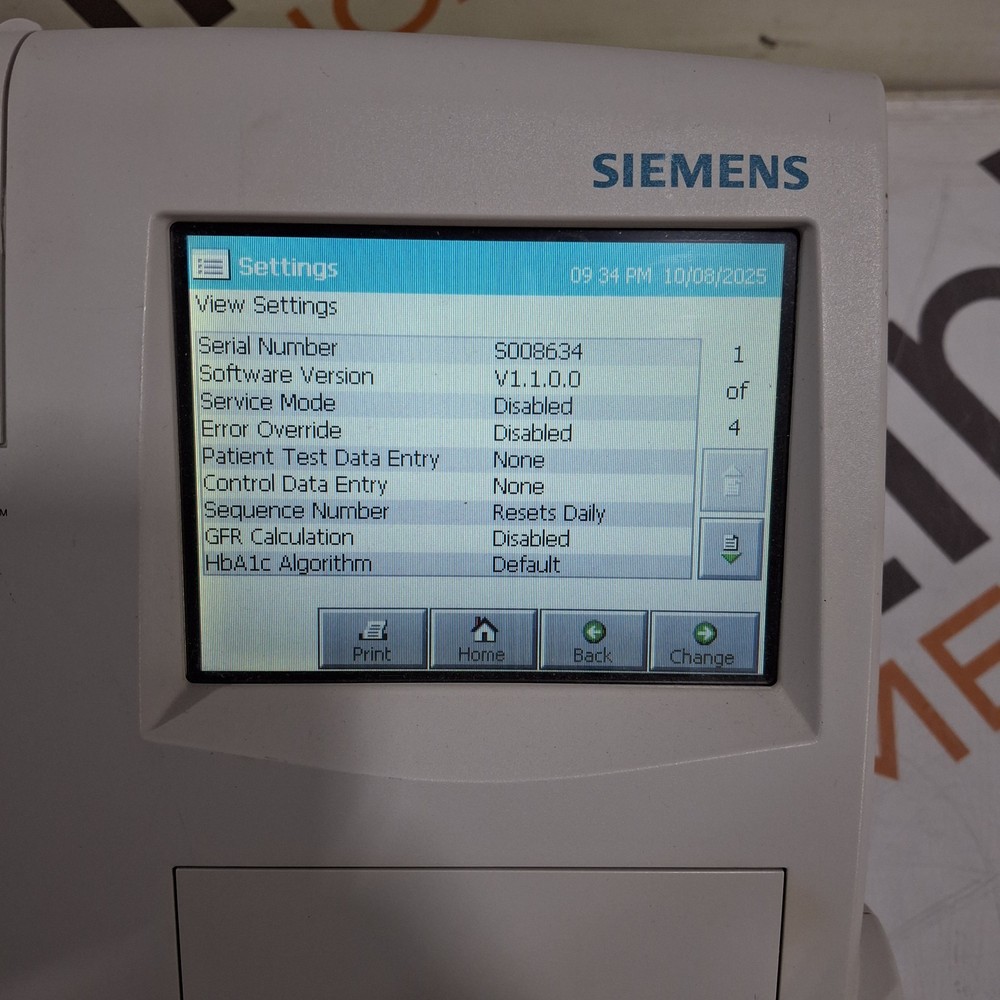 SIEMENS
Settings 09 34 PM 10/08/2025
View Settings
Serial Number S008634
Software Version V1.1.0.0
Service Mode Disabled
Error Override Disabled
Patient Test Data Entry None
Control Data Entry None
Sequence Number Resets Daily
GFR Calculation Disabled
HbA1c Algorithm Default
1
of
4
Print Home Back Change